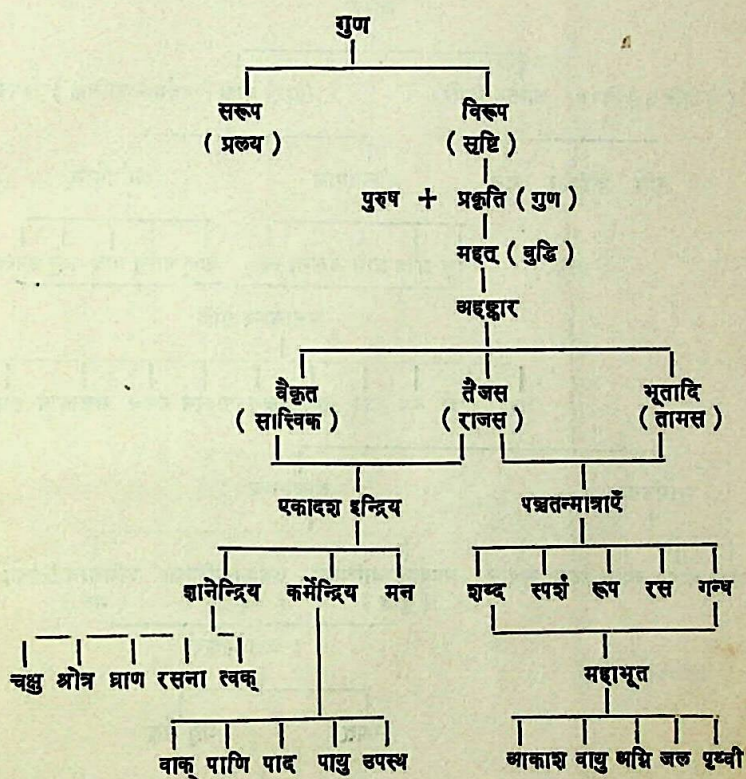 गुण
सरूप विरूप
( प्रलय ) ( सृष्टि )
पुरुष + प्रकृति ( गुण )
महत् ( बुद्धि )
अहङ्कार
वैकृत तैजस भूतादि
( सात्त्विक ) ( राजस ) ( तामस )
एकादश इन्द्रिय पञ्चतन्मात्राएँ
ज्ञानेन्द्रिय कर्मेन्द्रिय मन शब्द स्पर्श रूप रस गन्ध
चक्षु श्रोत्र घ्राण रसना त्वक् महाभूत
वाक् पाणि पाद पायु उपस्थ आकाश वायु अग्नि जल पृथ्वी